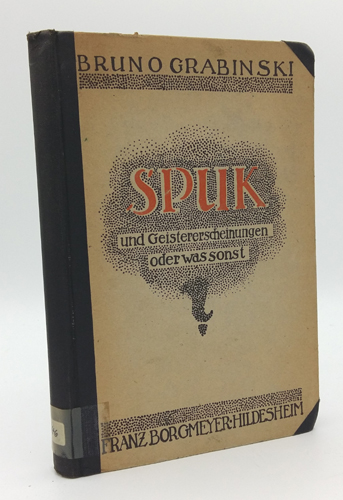 BRUNO GRABINSKI
SPUK
und Geistererscheinungen
oder was sonst
?
FRANZ BORGMEYER·HILDESHEIM